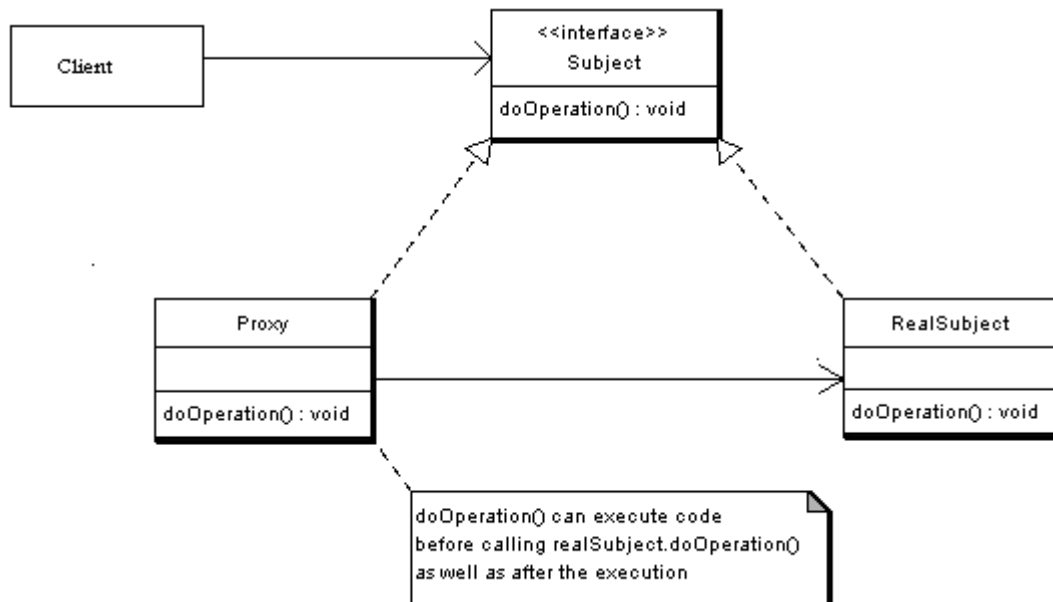 <<interface>>
Client
Subject
doOperation() : void
Proxy
RealSubject
doOperation() : void
doOperation() : void
doOperation() can execute code
before calling realSubject.doOperation()
as well as after the execution